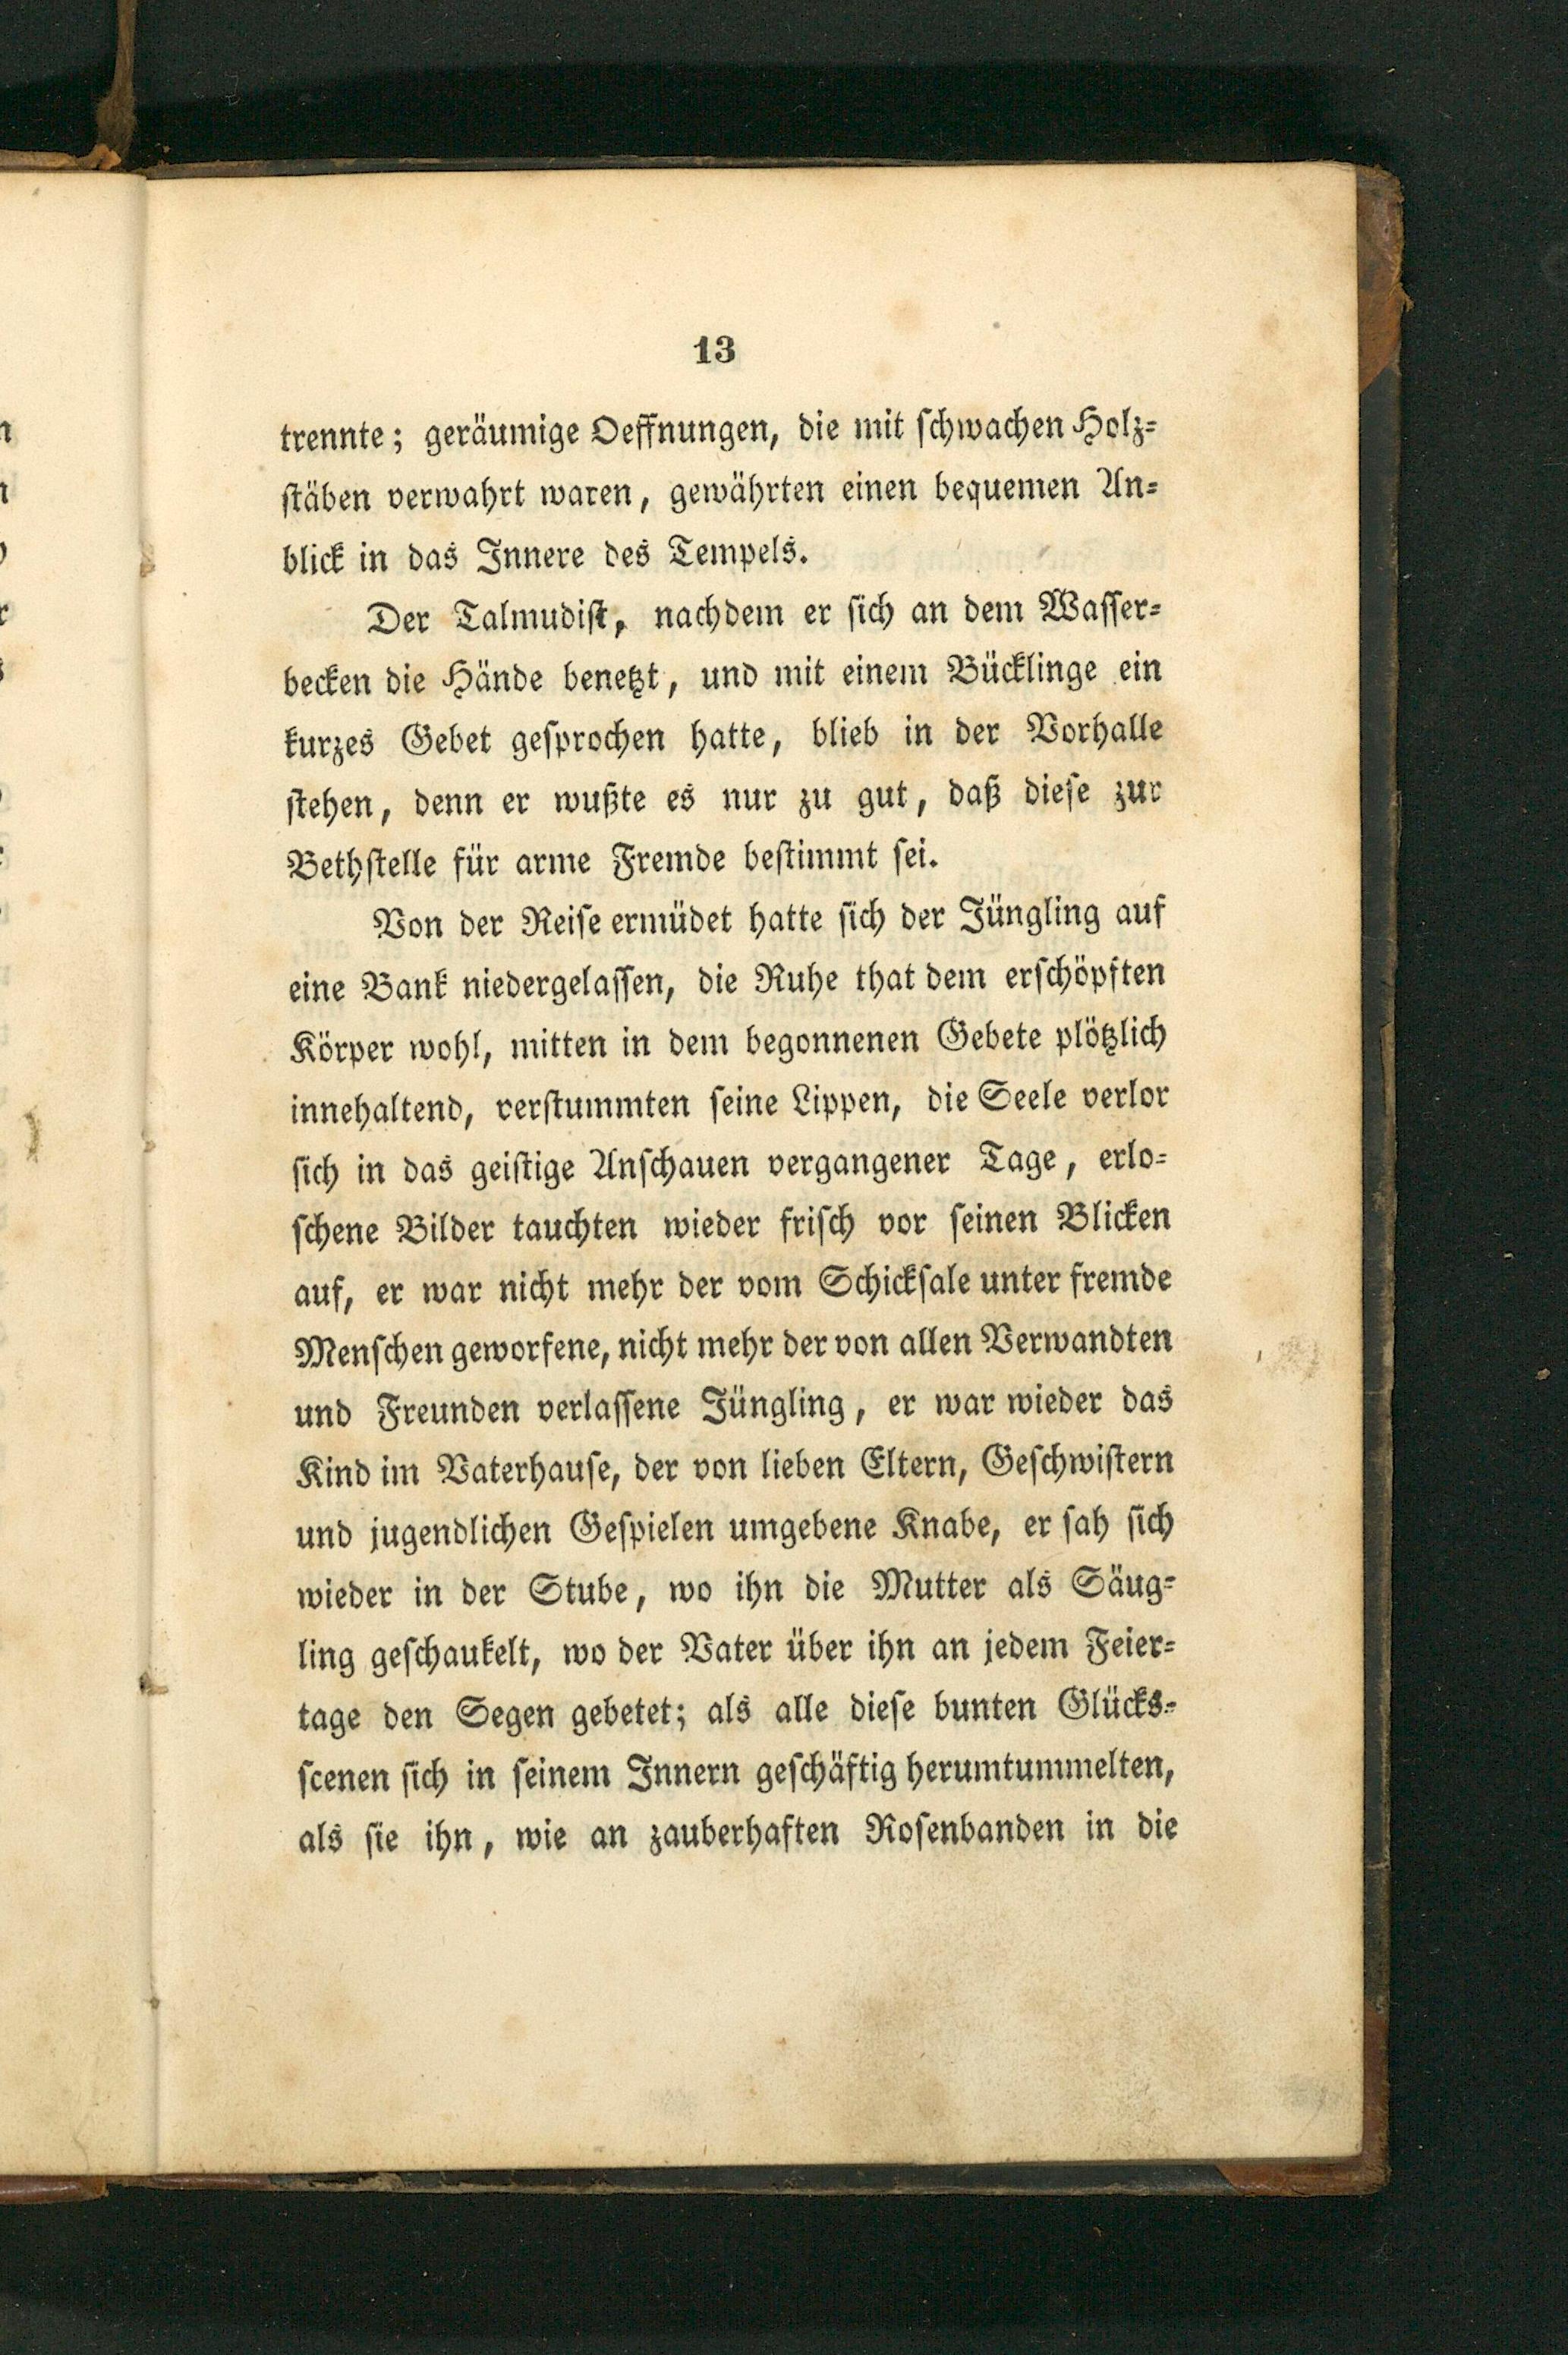 13
trennte; geräumige Oeffnungen, die mit schwachen Holz-
stäben verwahrt waren, gewährten einen bequemen An-
blick in das Innere des Tempels.
Der Talmudist, nachdem er sich an dem Wasser-
becken die Hände benetzt, und mit einem Bücklinge ein
kurzes Gebet gesprochen hatte, blieb in der Vorhalle
stehen, denn er wußte es nur zu gut, daß diese zur
Bethstelle für arme Fremde bestimmt sei.
Von der Reise ermüdet hatte sich der Jüngling auf
eine Bank niedergelassen, die Ruhe that dem erschöpften
Körper wohl, mitten in dem begonnenen Gebete plötzlich
innehaltend, verstummten seine Lippen, die Seele verlor
sich in das geistige Anschauen vergangener Tage, erlo-
schene Bilder tauchten wieder frisch vor seinen Blicken
auf, er war nicht mehr der vom Schicksale unter fremde
Menschen geworfene, nicht mehr der von allen Verwandten
und Freunden verlassene Jüngling, er war wieder das
Kind im Vaterhause, der von lieben Eltern, Geschwistern
und jugendlichen Gespielen umgebene Knabe, er sah sich
wieder in der Stube, wo ihn die Mutter als Säug-
ling geschaukelt, wo der Vater über ihn an jedem Feier-
tage den Segen gebetet; als alle diese bunten Glücks-
scenen sich in seinem Innern geschäftig herumtummelten,
als sie ihn, wie an zauberhaften Rosenbanden in die